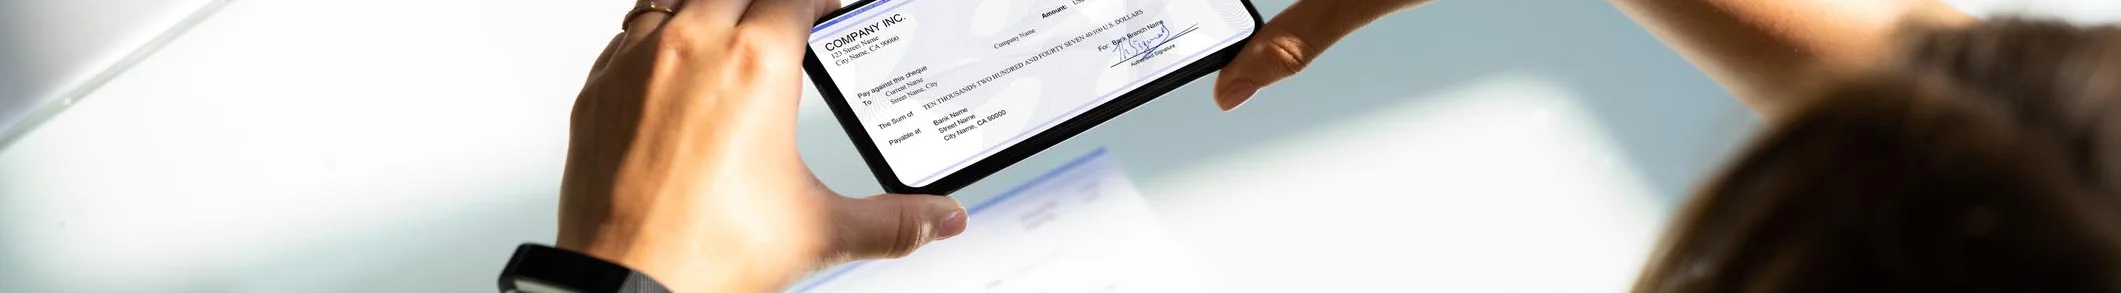 COMPANY INC.
123 Street Name
City Name, CA 90000
Amount:
Company Name
Pay against this cheque
To Current Name
Street Name, City
The Sum of TEN THOUSANDS TWO HUNDRED AND FOURTY SEVEN 46/100 U.S. DOLLARS
For: Bank Branch Name
Authorised Signature
Payable at Bank Name
Street Name
City Name, CA 90000